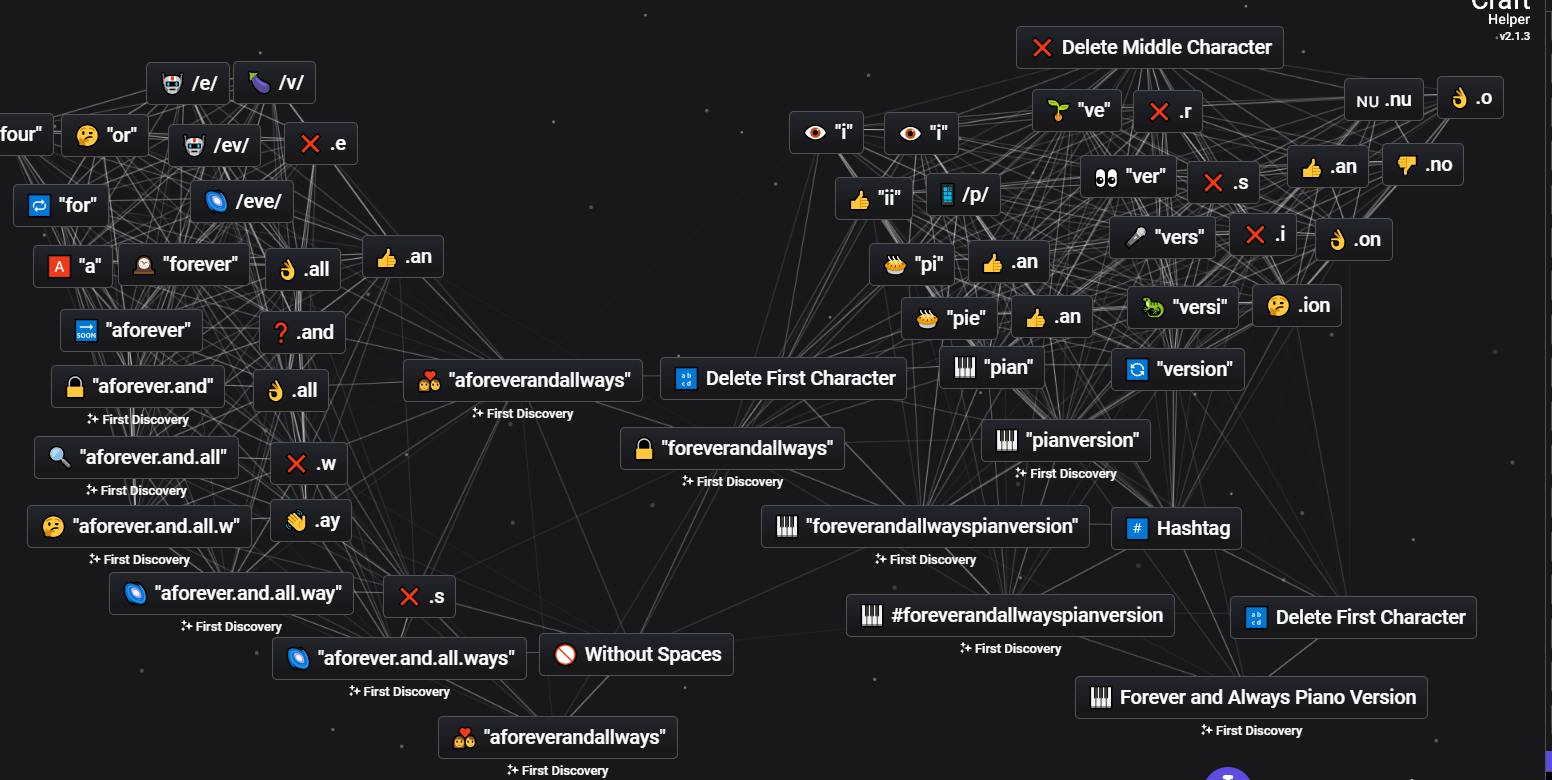 Craft
Helper
v2.1.3
Delete Middle Character
/e/
/v/
NU .nu
.o
"ve"
.r
four"
"or"
/ev/
.e
"i"
"i"
.an
.no
"ver"
.s
"for"
/eve/
"ii"
/p/
"vers"
.i
.on
"a"
"forever"
.all
.an
"pi"
.an
"versi"
.ion
"aforever"
.and
"pie"
.an
"aforever.and"
First Discovery
.all
"aforeverandallways"
First Discovery
Delete First Character
"pian"
"version"
"aforever.and.all"
First Discovery
.w
"foreverandallways"
First Discovery
"pianversion"
First Discovery
"aforever.and.all.w"
First Discovery
.ay
"foreverandallwayspianversion"
First Discovery
Hashtag
"aforever.and.all.way"
First Discovery
.s
#foreverandallwayspianversion
First Discovery
Delete First Character
"aforever.and.all.ways"
First Discovery
Without Spaces
Forever and Always Piano Version
First Discovery
"aforeverandallways"
First Discovery